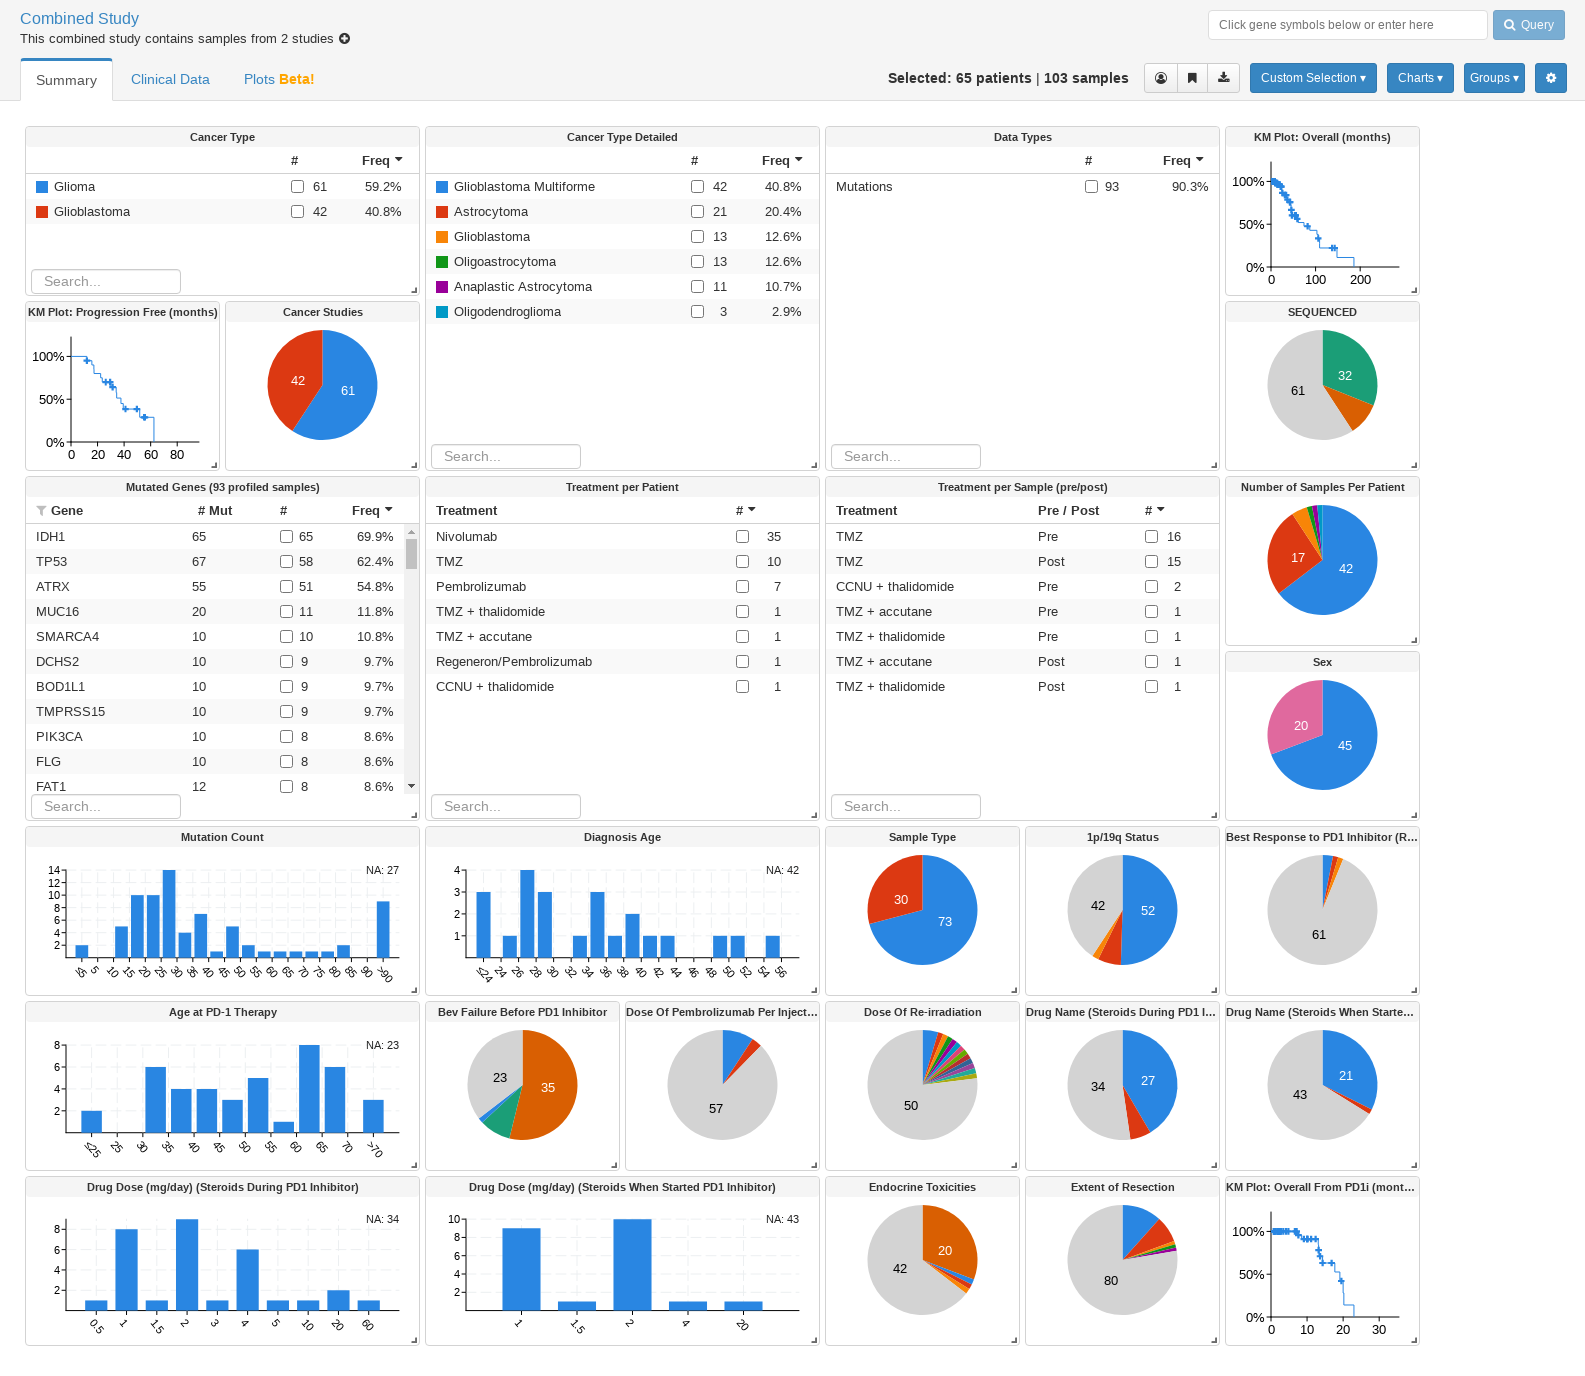 Combined Study
This combined study contains samples from 2 studies
Click gene symbols below or enter here
Query
Summary
Clinical Data
Plots Beta!
Selected: 65 patients | 103 samples
Custom Selection ▾
Charts ▾
Groups ▾
Cancer Type
# Freq
Glioma 61 59.2%
Glioblastoma 42 40.8%
Search...
Cancer Type Detailed
# Freq
Glioblastoma Multiforme 42 40.8%
Astrocytoma 21 20.4%
Glioblastoma 13 12.6%
Oligoastrocytoma 13 12.6%
Anaplastic Astrocytoma 11 10.7%
Oligodendroglioma 3 2.9%
Search...
Data Types
# Freq
Mutations 93 90.3%
Search...
KM Plot: Overall (months)
100%
50%
0%
0 100 200
KM Plot: Progression Free (months)
100%
50%
0%
0 20 40 60 80
Cancer Studies
42
61
SEQUENCED
32
61
Mutated Genes (93 profiled samples)
Gene # Mut # Freq
IDH1 65 65 69.9%
TP53 67 58 62.4%
ATRX 55 51 54.8%
MUC16 20 11 11.8%
SMARCA4 10 10 10.8%
DCHS2 10 9 9.7%
BOD1L1 10 9 9.7%
TMPRSS15 10 9 9.7%
PIK3CA 10 8 8.6%
FLG 10 8 8.6%
FAT1 12 8 8.6%
Search...
Treatment per Patient
Treatment #
Nivolumab 35
TMZ 10
Pembrolizumab 7
TMZ + thalidomide 1
TMZ + accutane 1
Regeneron/Pembrolizumab 1
CCNU + thalidomide 1
Search...
Treatment per Sample (pre/post)
Treatment Pre / Post #
TMZ Pre 16
TMZ Post 15
CCNU + thalidomide Pre 2
TMZ + accutane Pre 1
TMZ + thalidomide Pre 1
TMZ + accutane Post 1
TMZ + thalidomide Post 1
Search...
Number of Samples Per Patient
17
42
Sex
20
45
Mutation Count
NA: 27
14
12
10
8
6
4
2
≤5 5 10 15 20 25 30 35 40 45 50 55 60 65 70 75 80 85 90 >90
Diagnosis Age
NA: 42
4
3
2
1
≤24 24 26 28 30 32 34 36 38 40 42 44 46 48 50 52 54 56
Sample Type
30
73
1p/19q Status
42
52
Best Response to PD1 Inhibitor (R...
61
Age at PD-1 Therapy
NA: 23
8
6
4
2
≤25 25 30 35 40 45 50 55 60 65 70 >70
Bev Failure Before PD1 Inhibitor
23
35
Dose Of Pembrolizumab Per Inject...
57
Dose Of Re-irradiation
50
Drug Name (Steroids During PD1 I...
34
27
Drug Name (Steroids When Starte...
21
43
Drug Dose (mg/day) (Steroids During PD1 Inhibitor)
NA: 34
8
6
4
2
0.5 1 1.5 2 3 4 5 10 20 60
Drug Dose (mg/day) (Steroids When Started PD1 Inhibitor)
NA: 43
10
8
6
4
2
1 1.5 2 4 20
Endocrine Toxicities
20
42
Extent of Resection
80
KM Plot: Overall From PD1i (mont...
100%
50%
0%
0 10 20 30